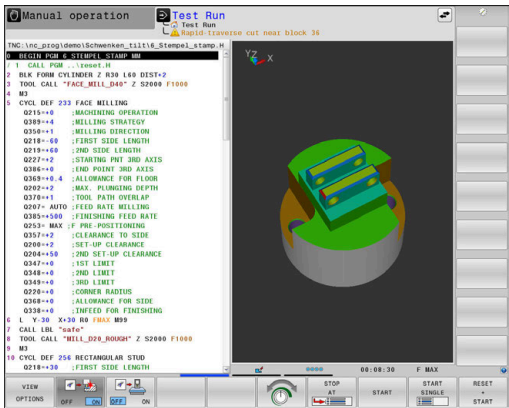 Manual operation
Test Run
Test Run
Rapid-traverse cut near block 36
TNC:\nc_prog\demo\Schwenken_tilt\6_Stempel_stamp.H
0 BEGIN PGM 6_STEMPEL_STAMP MM
/ 1 CALL PGM ..\reset.H
2 BLK FORM CYLINDER Z R30 L60 DIST+2
3 TOOL CALL "FACE_MILL_D40" Z S2000 F1000
4 M3
5 CYCL DEF 233 FACE MILLING
Q215=+0 ;MACHINING OPERATION
Q389=+4 ;MILLING STRATEGY
Q350=+1 ;MILLING DIRECTION
Q218=-60 ;FIRST SIDE LENGTH
Q219=+60 ;2ND SIDE LENGTH
Q227=+2 ;STARTNG PNT 3RD AXIS
Q386=+0 ;END POINT 3RD AXIS
Q369=+0.4 ;ALLOWANCE FOR FLOOR
Q202=+2 ;MAX. PLUNGING DEPTH
Q370=+1 ;TOOL PATH OVERLAP
Q207= AUTO ;FEED RATE MILLING
Q385=+500 ;FINISHING FEED RATE
Q253= MAX ;F PRE-POSITIONING
Q357=+2 ;CLEARANCE TO SIDE
Q200=+2 ;SET-UP CLEARANCE
Q204=+50 ;2ND SET-UP CLEARANCE
Q347=+0 ;1ST LIMIT
Q348=+0 ;2ND LIMIT
Q349=+0 ;3RD LIMIT
Q220=+0 ;CORNER RADIUS
Q368=+0 ;ALLOWANCE FOR SIDE
Q338=+0 ;INFEED FOR FINISHING
6 L Y-30 X+30 R0 FMAX M99
7 CALL LBL "safe"
8 TOOL CALL "MILL_D20_ROUGH" Z S2000 F1000
9 M3
10 CYCL DEF 256 RECTANGULAR STUD
Q218=+30 ;FIRST SIDE LENGTH
Y Z X
00:08:30 F MAX
VIEW OPTIONS
OFF ON
OFF ON
STOP AT
START
START SINGLE
RESET + START